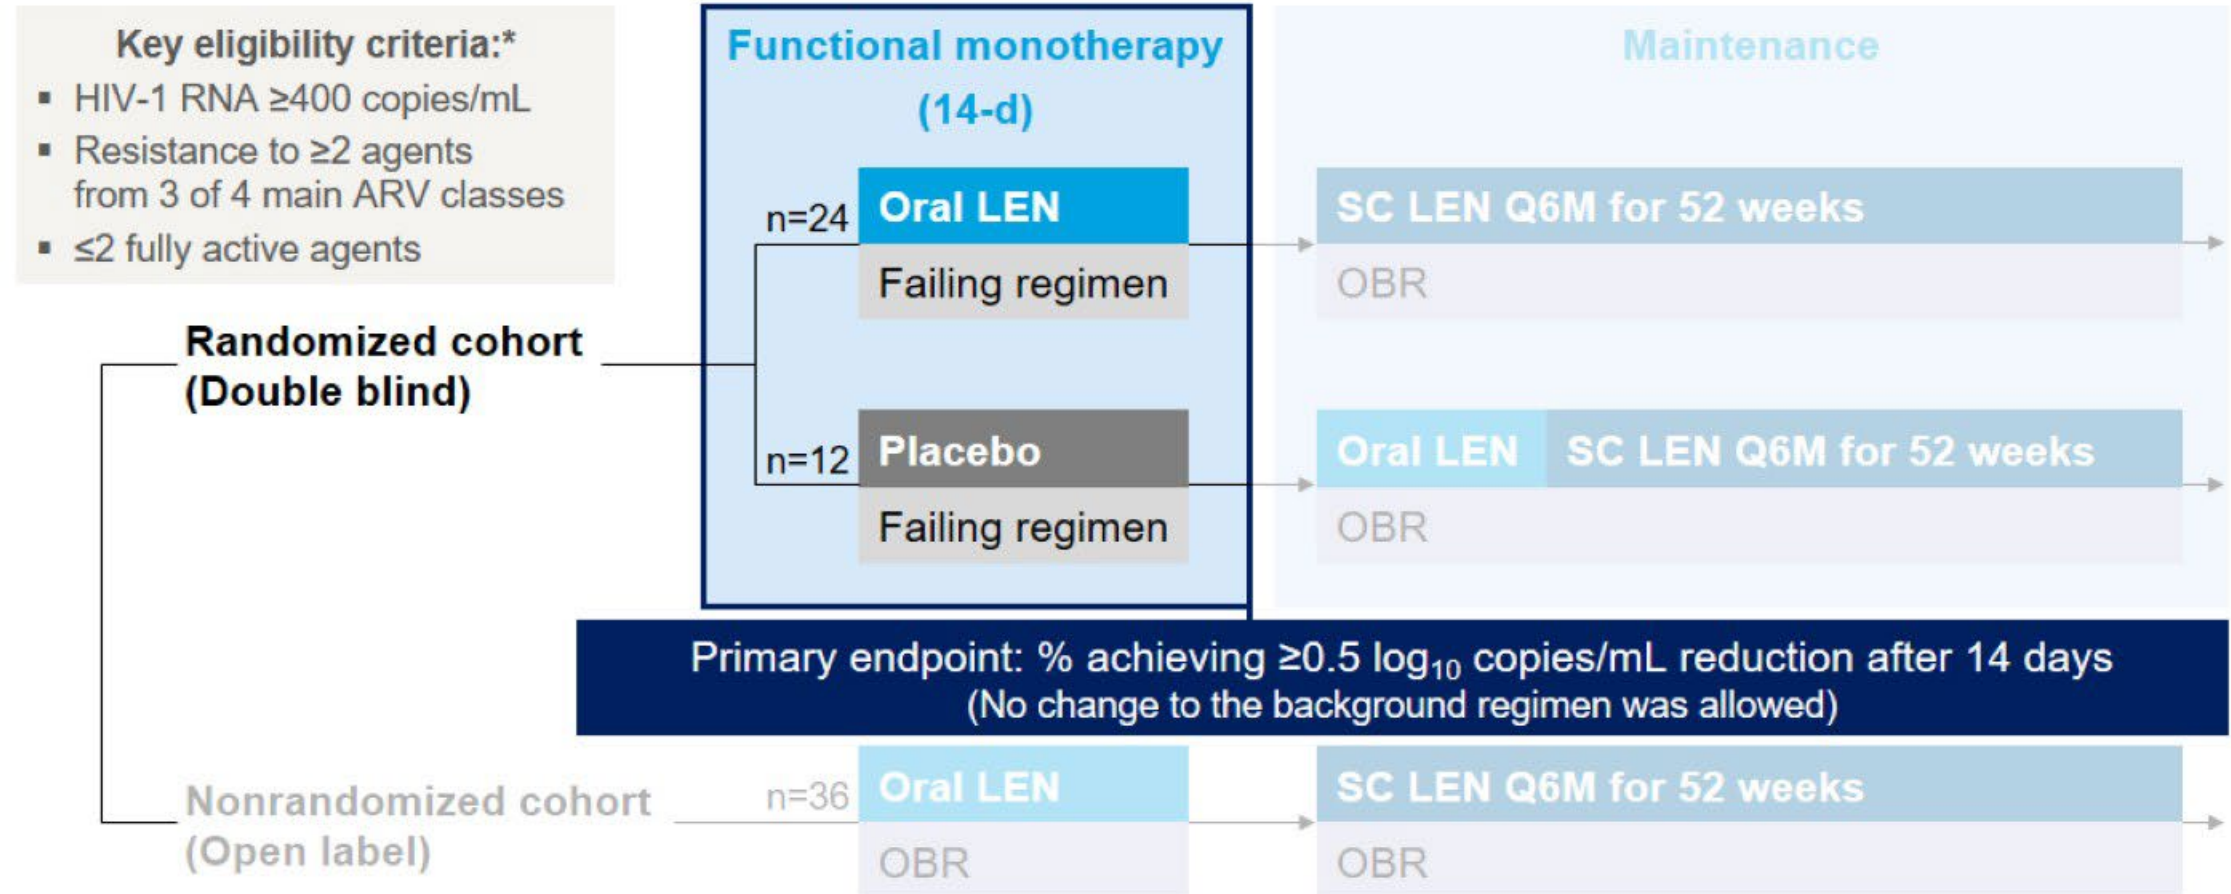 Key eligibility criteria:*
▪ HIV-1 RNA ≥400 copies/mL
▪ Resistance to ≥2 agents
from 3 of 4 main ARV classes
▪ ≤2 fully active agents
Functional monotherapy
(14-d)
Maintenance
Randomized cohort
(Double blind)
n=24
Oral LEN
Failing regimen
SC LEN Q6M for 52 weeks
OBR
n=12
Placebo
Failing regimen
Oral LEN
SC LEN Q6M for 52 weeks
OBR
Primary endpoint: % achieving ≥0.5 log₁₀ copies/mL reduction after 14 days
(No change to the background regimen was allowed)
Nonrandomized cohort
(Open label)
n=36
Oral LEN
OBR
SC LEN Q6M for 52 weeks
OBR